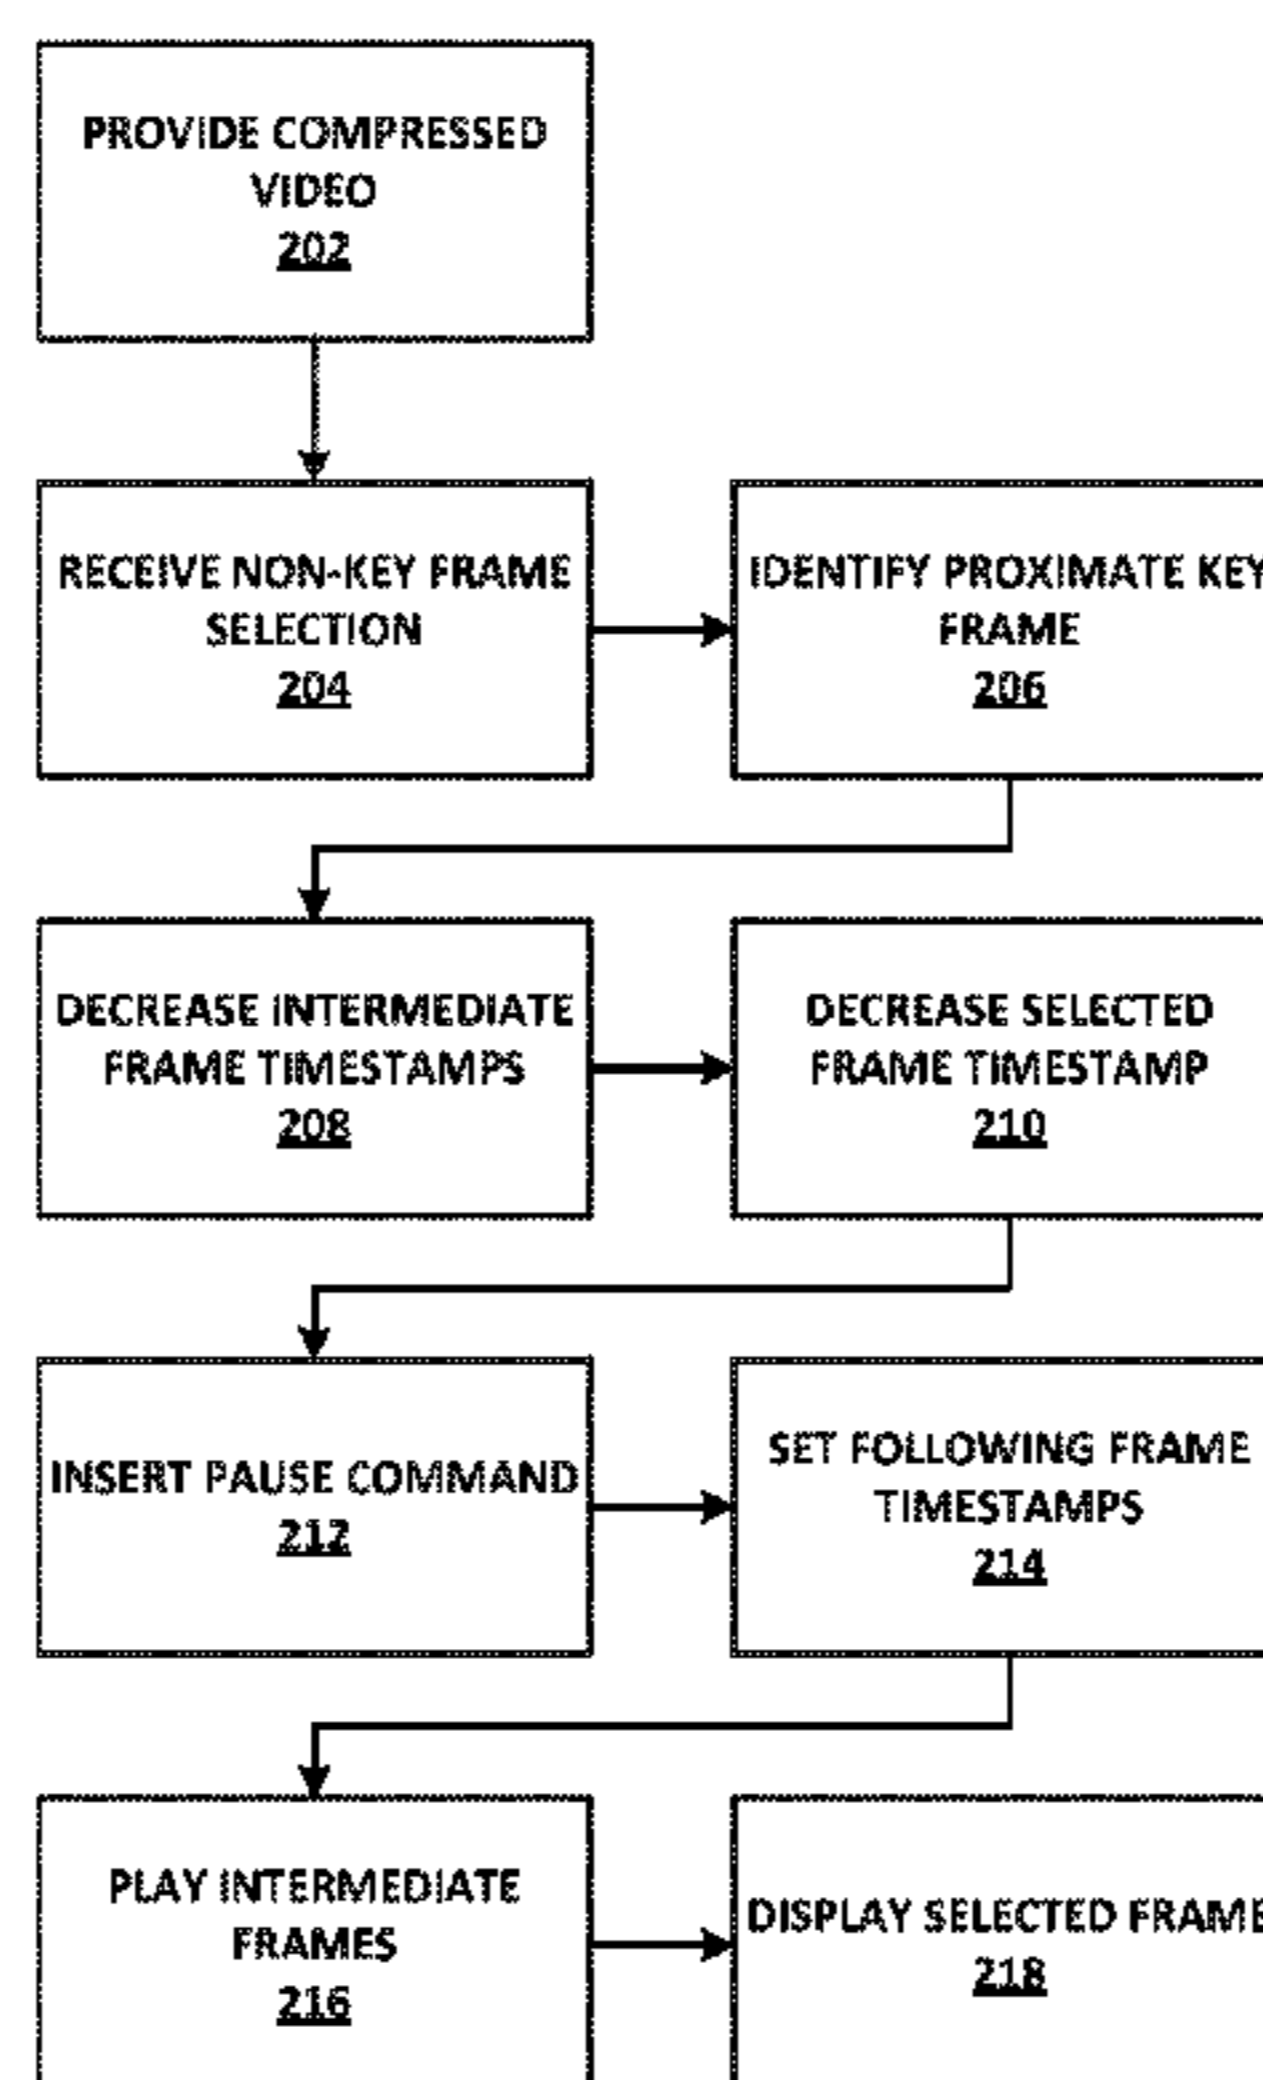 PROVIDE COMPRESSED
VIDEO
202
RECEIVE NON-KEY FRAME
SELECTION
204
IDENTIFY PROXIMATE KEY
FRAME
206
DECREASE INTERMEDIATE
FRAME TIMESTAMPS
208
DECREASE SELECTED
FRAME TIMESTAMP
210
INSERT PAUSE COMMAND
212
SET FOLLOWING FRAME
TIMESTAMPS
214
PLAY INTERMEDIATE
FRAMES
216
DISPLAY SELECTED FRAME
218